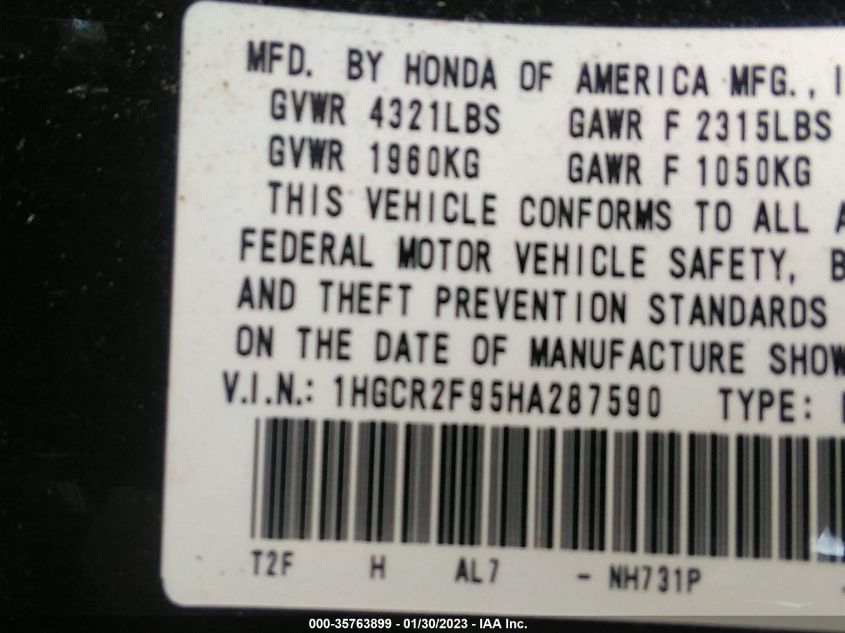 MFD. BY HONDA OF AMERICA MFG.,
GVWR 4321LBS GAWR F 2315LBS
GVWR 1960KG GAWR F 1050KG
THIS VEHICLE CONFORMS TO ALL
FEDERAL MOTOR VEHICLE SAFETY,
AND THEFT PREVENTION STANDARDS
ON THE DATE OF MANUFACTURE SHOW
V.I.N.: 1HGCR2F95HA287590 TYPE:
T2F H AL7 - NH731P
000-35763899 - 01/30/2023 - IAA Inc.